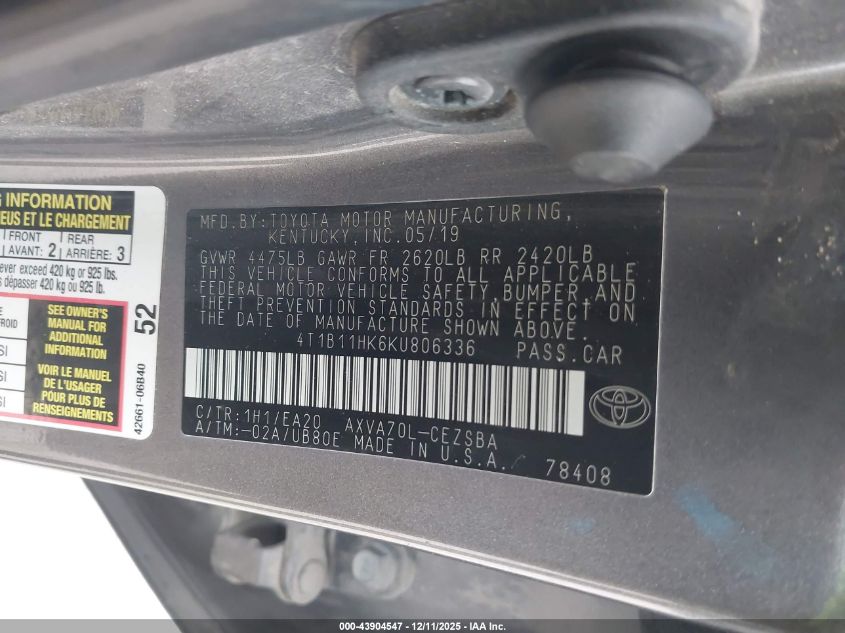 G INFORMATION
EUS ET LE CHARGEMENT
FRONT
AVANT: 2
REAR
ARRIÈRE: 3
ever exceed 420 kg or 925 lbs.
dépasser 420 kg ou 925 lb.
SEE OWNER'S
MANUAL FOR
ADDITIONAL
INFORMATION
VOIR LE MANUEL
DE L'USAGER
POUR PLUS DE
RENSEIGNEMENTS
52
42661-06B40
MFD.BY:TOYOTA MOTOR MANUFACTURING,
KENTUCKY, INC.05/19
GVWR 4475LB GAWR FR 2620LB RR 2420LB
THIS VEHICLE CONFORMS TO ALL APPLICABLE
FEDERAL MOTOR VEHICLE SAFETY, BUMPER, AND
THEFT PREVENTION STANDARDS IN EFFECT ON
THE DATE OF MANUFACTURE SHOWN ABOVE.
4T1B11HK6KU806336 PASS.CAR
C/TR:1H1/EA20 AXVA70L-CEZSBA
A/TM:-02A/UB80E MADE IN U.S.A.
78408
000-43904547 - 12/11/2025 - IAA Inc.